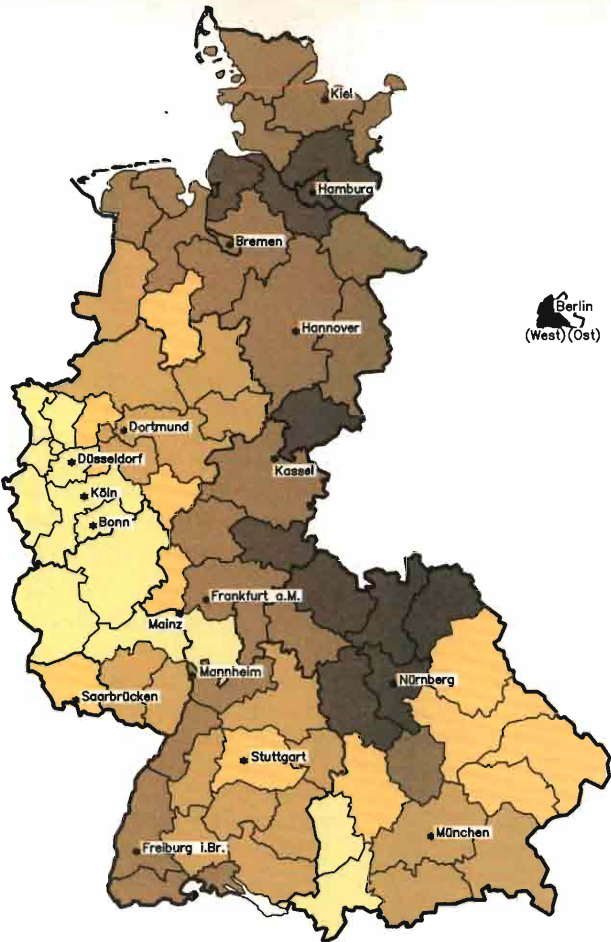 Kiel
Hamburg
Bremen
Berlin
(West)(Ost)
Hannover
Dortmund
Düsseldorf
Kassel
Köln
Bonn
Frankfurt a.M.
Mainz
Mannheim
Nürnberg
Saarbrücken
Stuttgart
München
Freiburg i.Br.